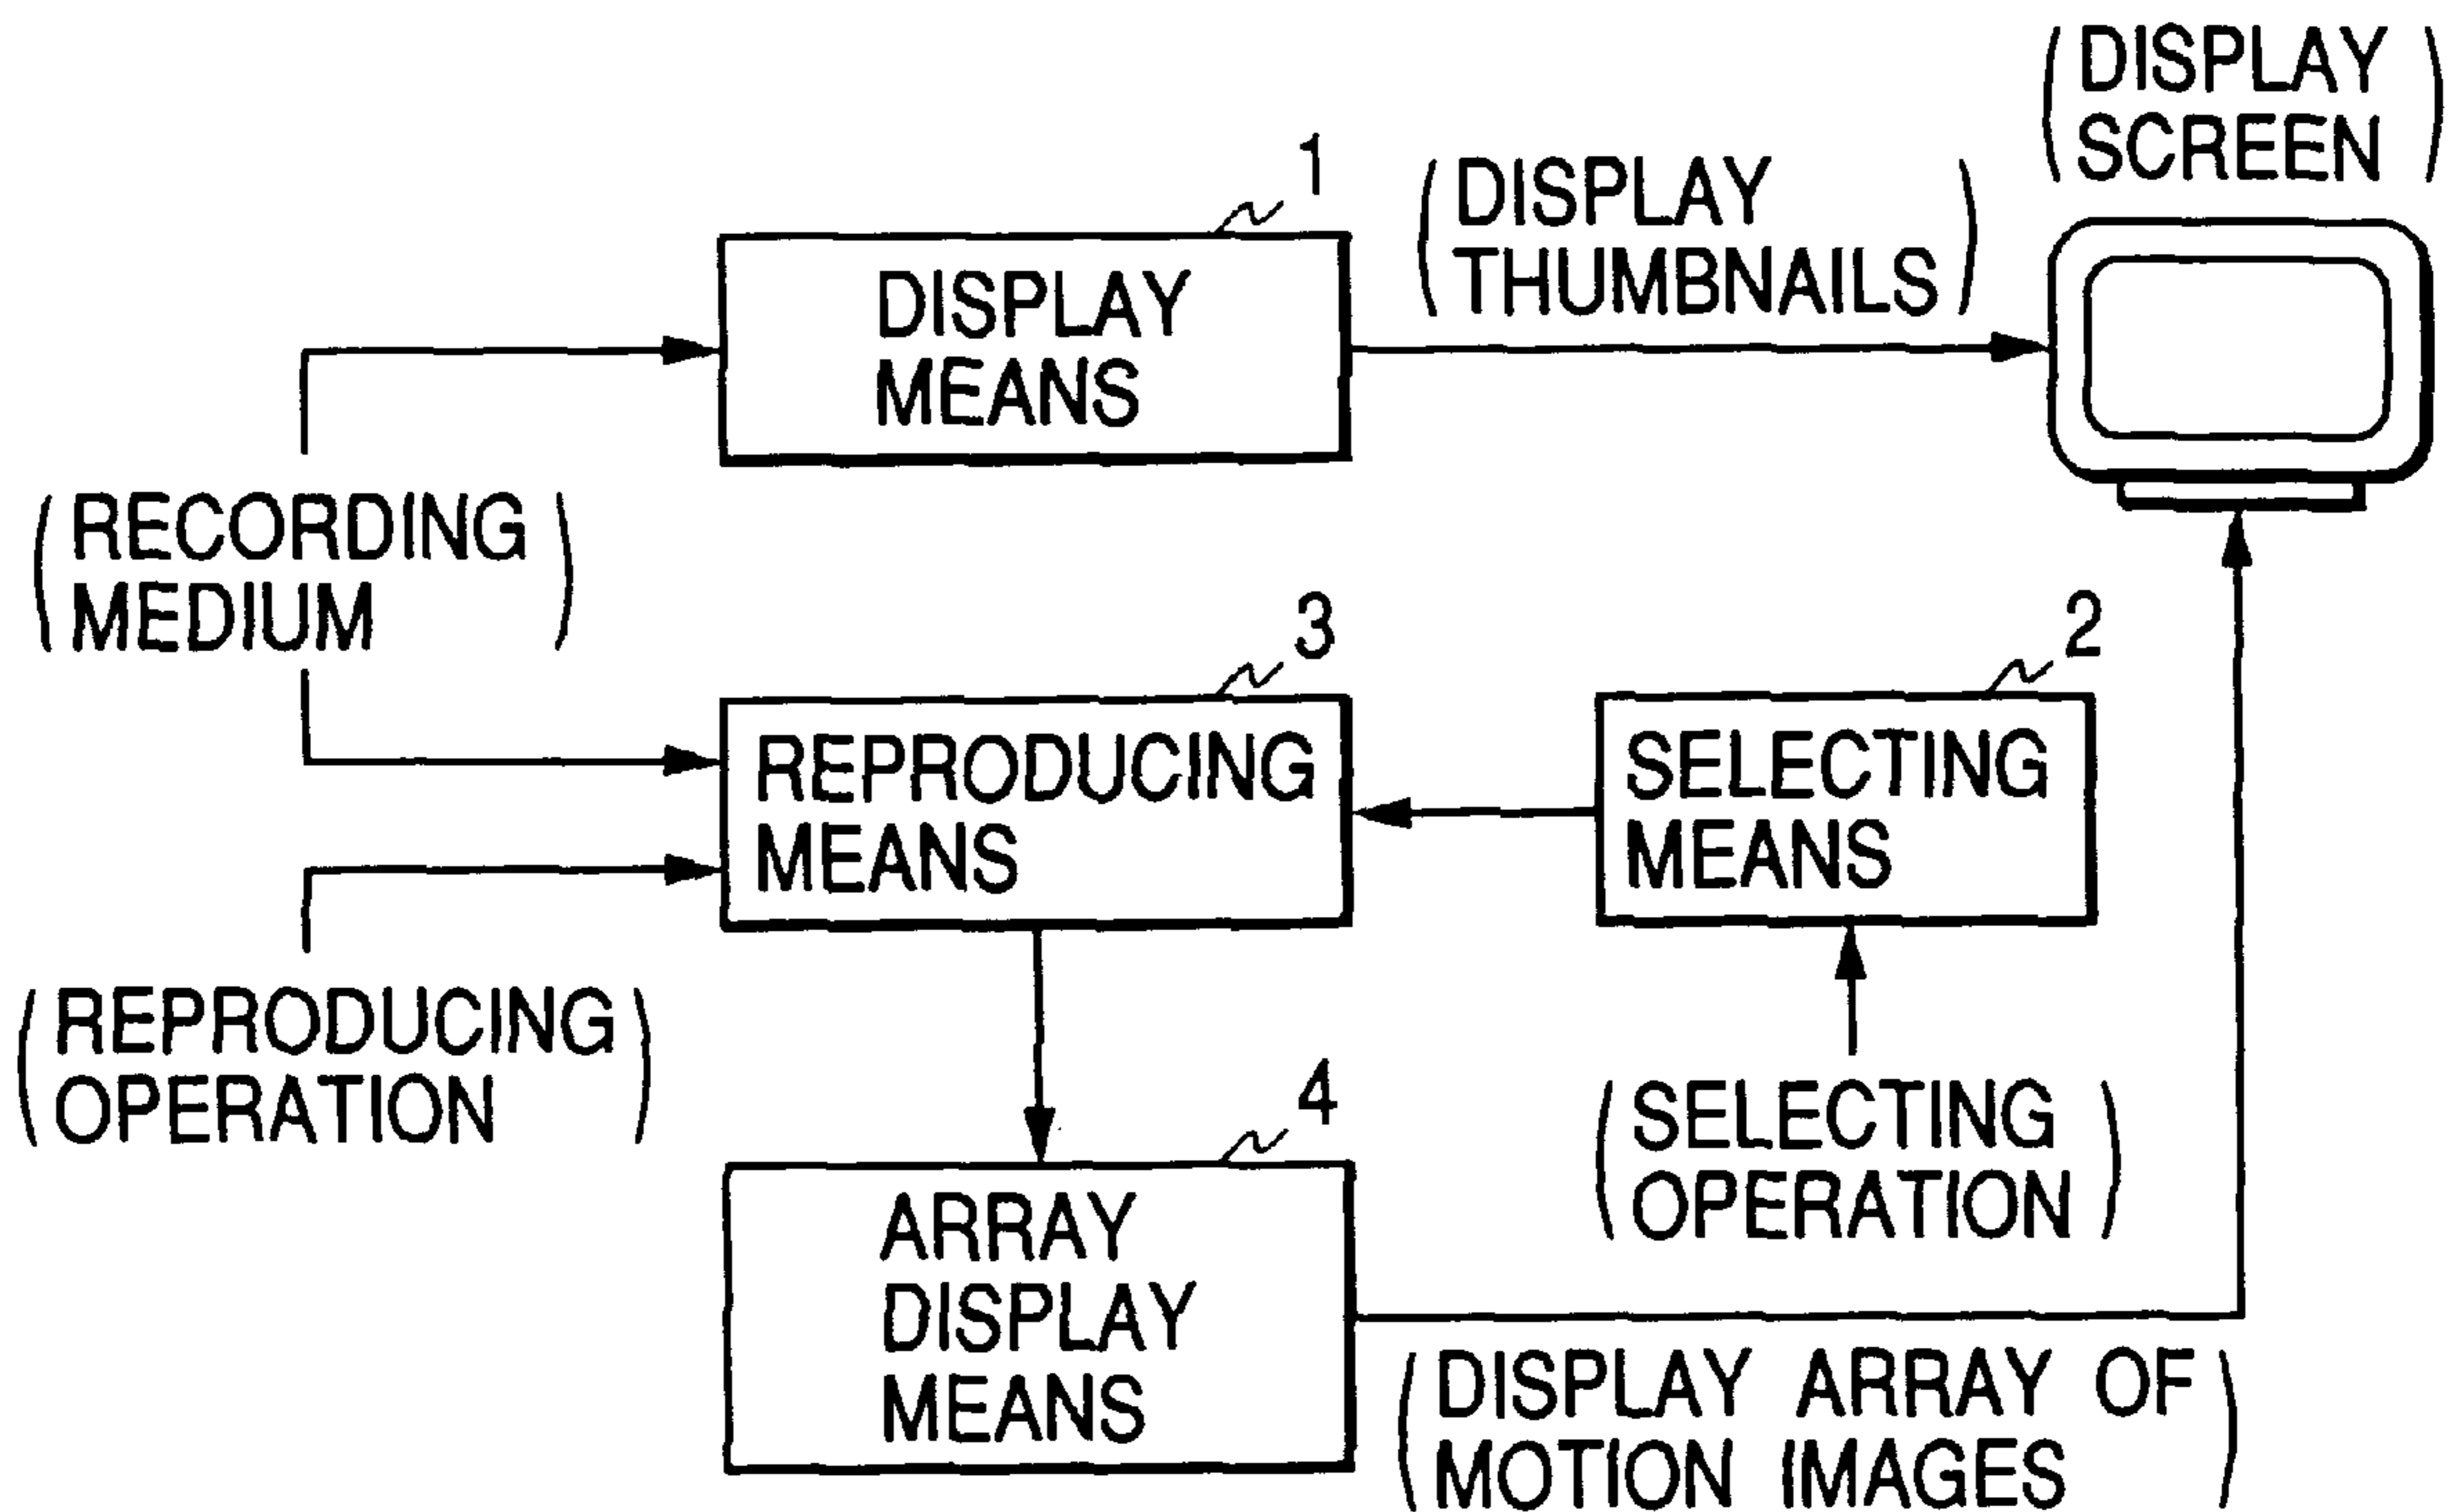 ( DISPLAY
SCREEN )
1
( DISPLAY
THUMBNAILS )
DISPLAY
MEANS
( RECORDING
MEDIUM )
3
REPRODUCING
MEANS
2
SELECTING
MEANS
( REPRODUCING
OPERATION )
( SELECTING
OPERATION )
4
ARRAY
DISPLAY
MEANS
( DISPLAY ARRAY OF
MOTION IMAGES )